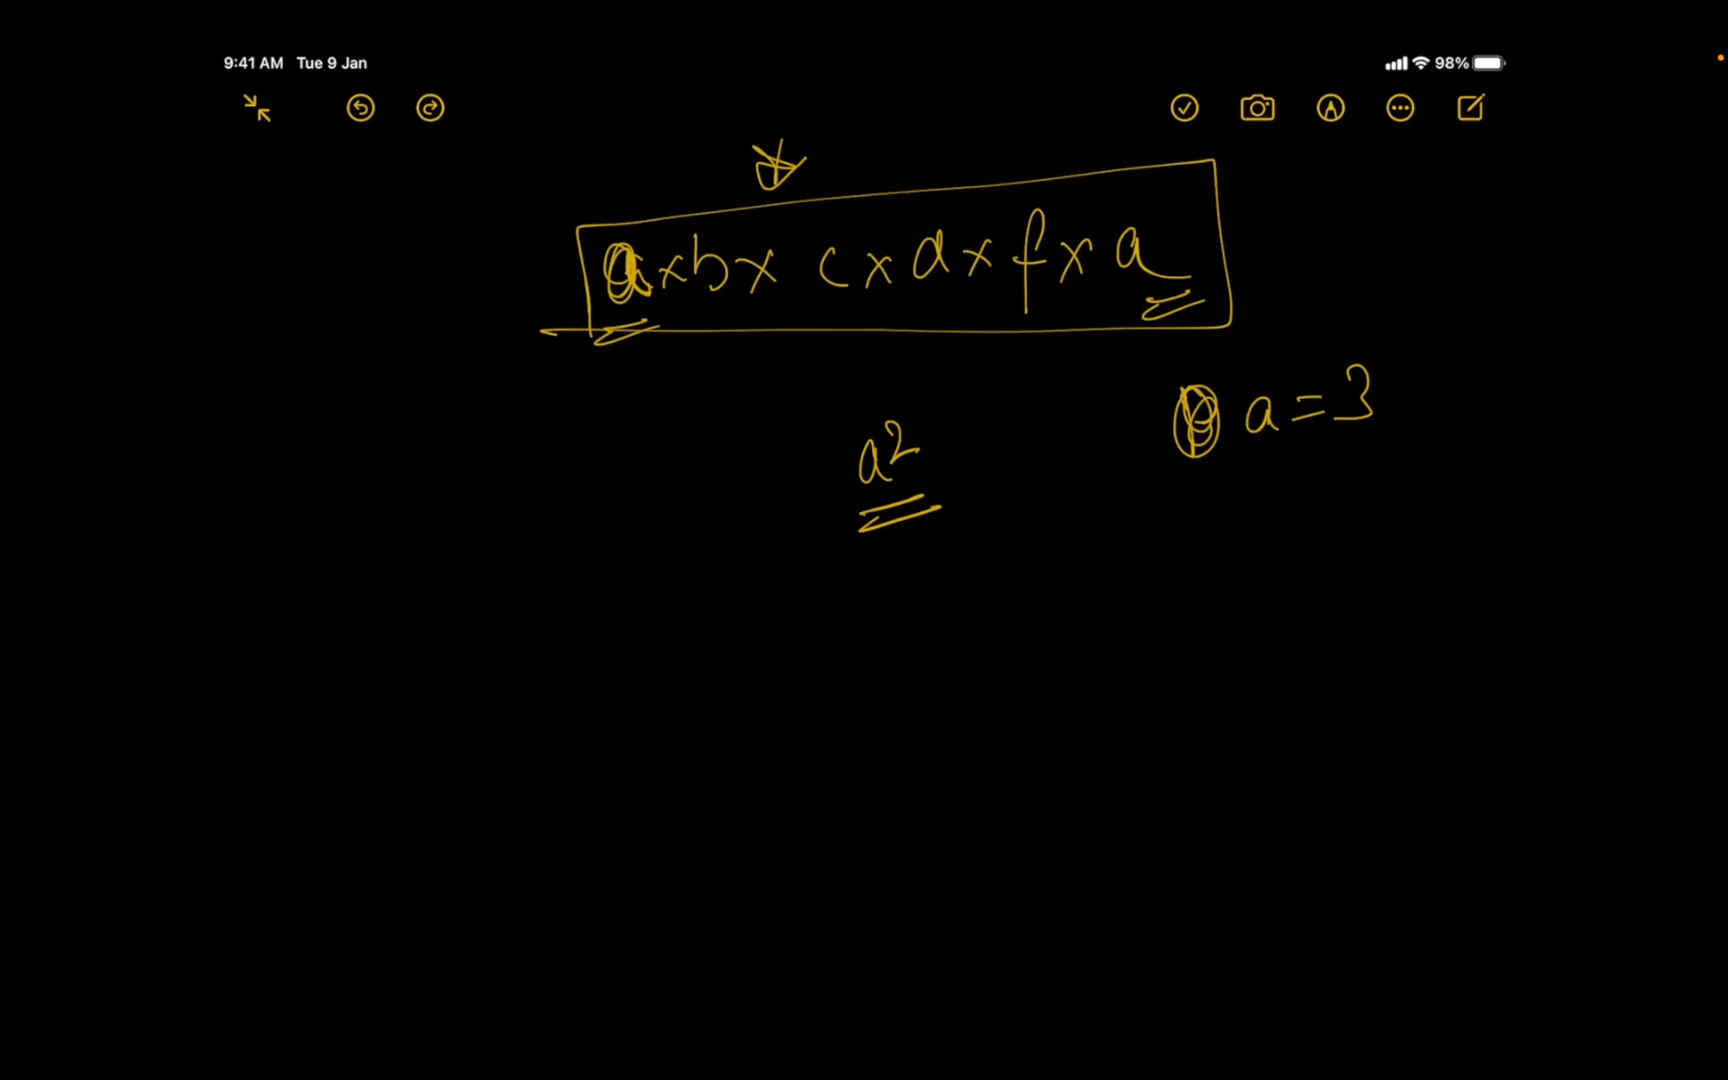 9:41 AM Tue 9 Jan 98%
a x b x c x d x f x a
a = 3
a²